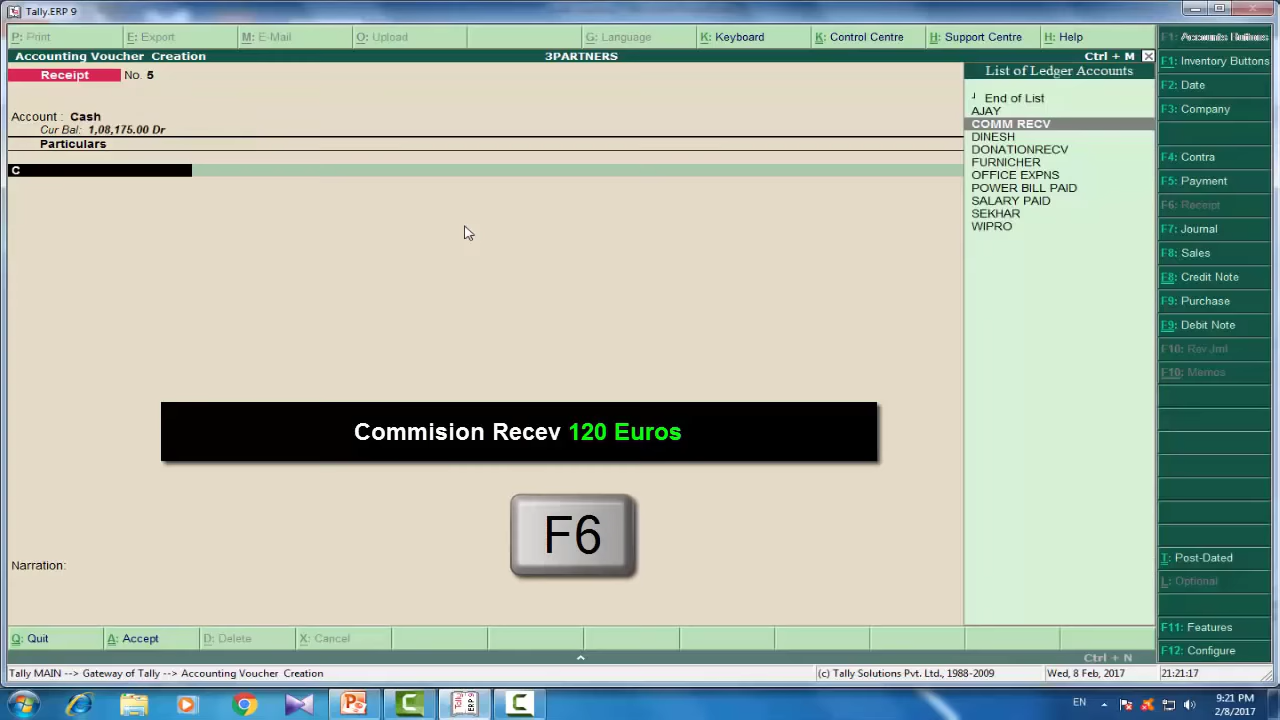 Tally.ERP 9
P: Print E: Export M: E-Mail O: Upload G: Language K: Keyboard K: Control Centre H: Support Centre H: Help
Accounting Voucher Creation 3PARTNERS Ctrl + M
Receipt No. 5
Account : Cash
Cur Bal: 1,08,175.00 Dr
Particulars
C
List of Ledger Accounts
End of List
AJAY
COMM RECV
DINESH
DONATIONRECV
FURNICHER
OFFICE EXPNS
POWER BILL PAID
SALARY PAID
SEKHAR
WIPRO
F1: Accounts Buttons
F1: Inventory Buttons
F2: Date
F3: Company
F4: Contra
F5: Payment
F6: Receipt
F7: Journal
F8: Sales
F8: Credit Note
F9: Purchase
F9: Debit Note
F10: Rev Jrnl
F10: Memos
T: Post-Dated
L: Optional
F11: Features
F12: Configure
Commision Recev 120 Euros
F6
Narration:
Q: Quit A: Accept D: Delete X: Cancel
Ctrl + N
Tally MAIN --> Gateway of Tally --> Accounting Voucher Creation (c) Tally Solutions Pvt. Ltd., 1988-2009 Wed, 8 Feb, 2017 21:21:17
EN 9:21 PM
2/8/2017